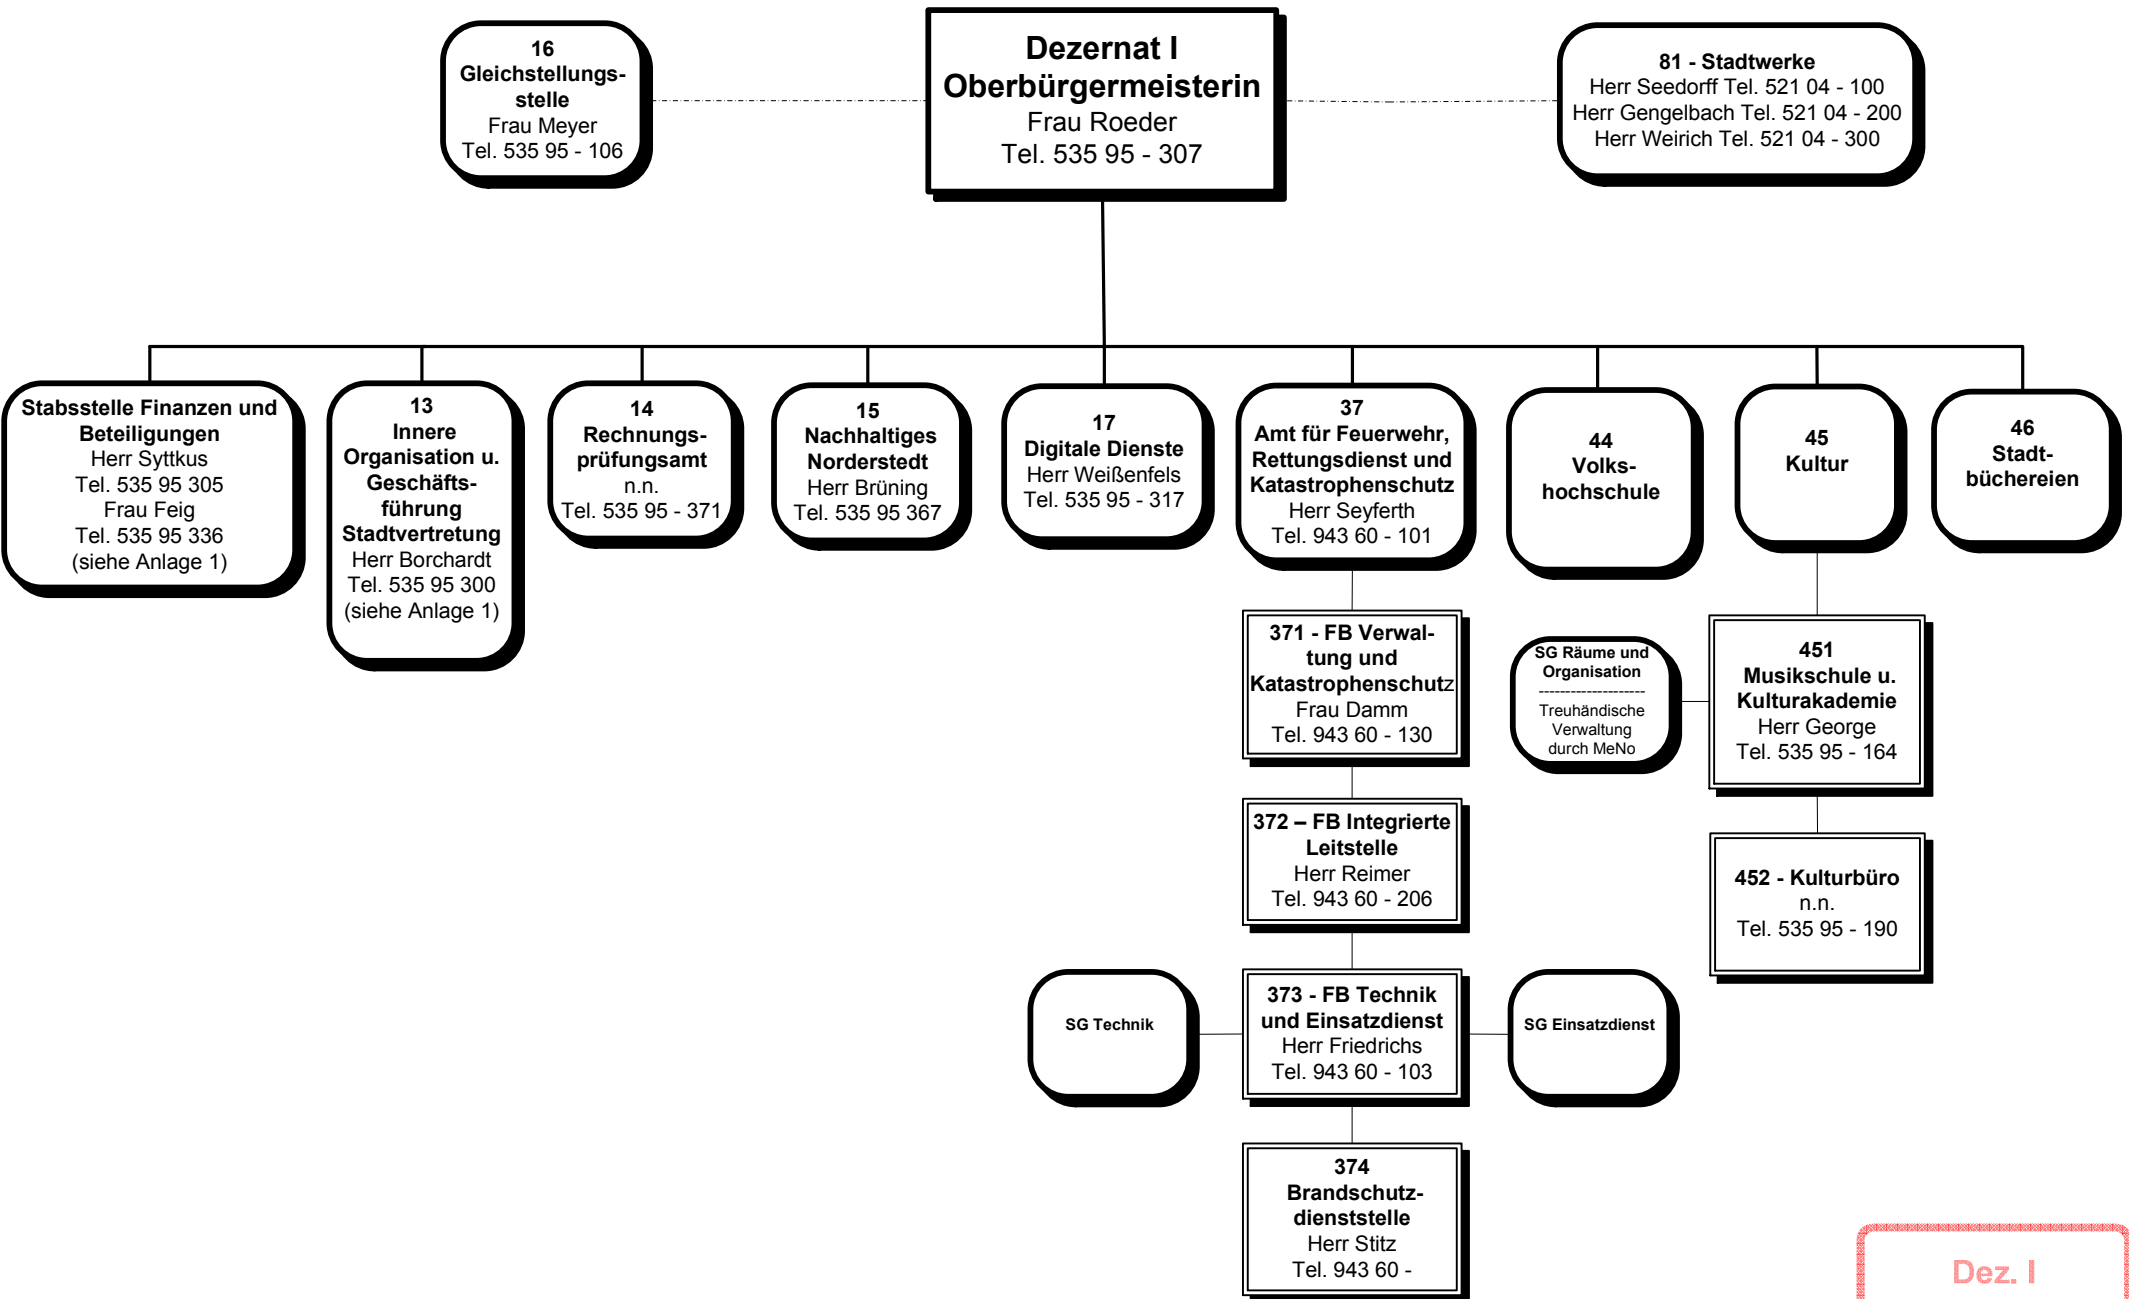 16
Gleichstellungs-
stelle
Frau Meyer
Tel. 535 95 - 106
Dezernat I
Oberbürgermeisterin
Frau Roeder
Tel. 535 95 - 307
81 - Stadtwerke
Herr Seedorff Tel. 521 04 - 100
Herr Gengelbach Tel. 521 04 - 200
Herr Weirich Tel. 521 04 - 300
Stabsstelle Finanzen und
Beteiligungen
Herr Syttkus
Tel. 535 95 305
Frau Feig
Tel. 535 95 336
(siehe Anlage 1)
13
Innere
Organisation u.
Geschäfts-
führung
Stadtvertretung
Herr Borchardt
Tel. 535 95 300
(siehe Anlage 1)
14
Rechnungs-
prüfungsamt
n.n.
Tel. 535 95 - 371
15
Nachhaltiges
Norderstedt
Herr Brüning
Tel. 535 95 367
17
Digitale Dienste
Herr Weißenfels
Tel. 535 95 - 317
37
Amt für Feuerwehr,
Rettungsdienst und
Katastrophenschutz
Herr Seyferth
Tel. 943 60 - 101
44
Volks-
hochschule
45
Kultur
46
Stadt-
büchereien
371 - FB Verwal-
tung und
Katastrophenschutz
Frau Damm
Tel. 943 60 - 130
SG Räume und
Organisation
--------------------
Treuhändische
Verwaltung
durch MeNo
451
Musikschule u.
Kulturakademie
Herr George
Tel. 535 95 - 164
372 – FB Integrierte
Leitstelle
Herr Reimer
Tel. 943 60 - 206
452 - Kulturbüro
n.n.
Tel. 535 95 - 190
SG Technik
373 - FB Technik
und Einsatzdienst
Herr Friedrichs
Tel. 943 60 - 103
SG Einsatzdienst
374
Brandschutz-
dienststelle
Herr Stitz
Tel. 943 60 -
Dez. I